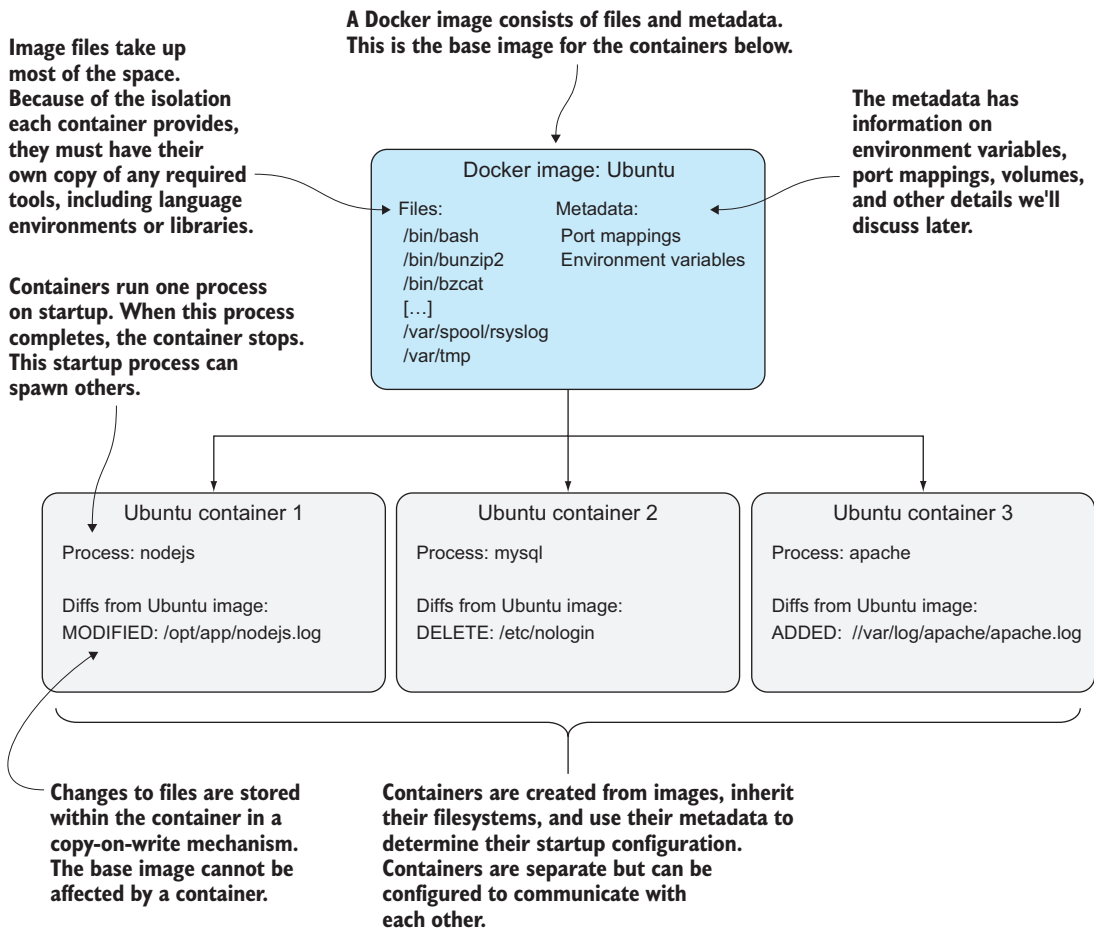 A Docker image consists of files and metadata.
This is the base image for the containers below.
Image files take up
most of the space.
Because of the isolation
each container provides,
they must have their
own copy of any required
tools, including language
environments or libraries.
The metadata has
information on
environment variables,
port mappings, volumes,
and other details we'll
discuss later.
Docker image: Ubuntu
Files:
/bin/bash
/bin/bunzip2
/bin/bzcat
[…]
/var/spool/rsyslog
/var/tmp
Metadata:
Port mappings
Environment variables
Containers run one process
on startup. When this process
completes, the container stops.
This startup process can
spawn others.
Ubuntu container 1
Process: nodejs
Diffs from Ubuntu image:
MODIFIED: /opt/app/nodejs.log
Ubuntu container 2
Process: mysql
Diffs from Ubuntu image:
DELETE: /etc/nologin
Ubuntu container 3
Process: apache
Diffs from Ubuntu image:
ADDED: //var/log/apache/apache.log
Changes to files are stored
within the container in a
copy-on-write mechanism.
The base image cannot be
affected by a container.
Containers are created from images, inherit
their filesystems, and use their metadata to
determine their startup configuration.
Containers are separate but can be
configured to communicate with
each other.